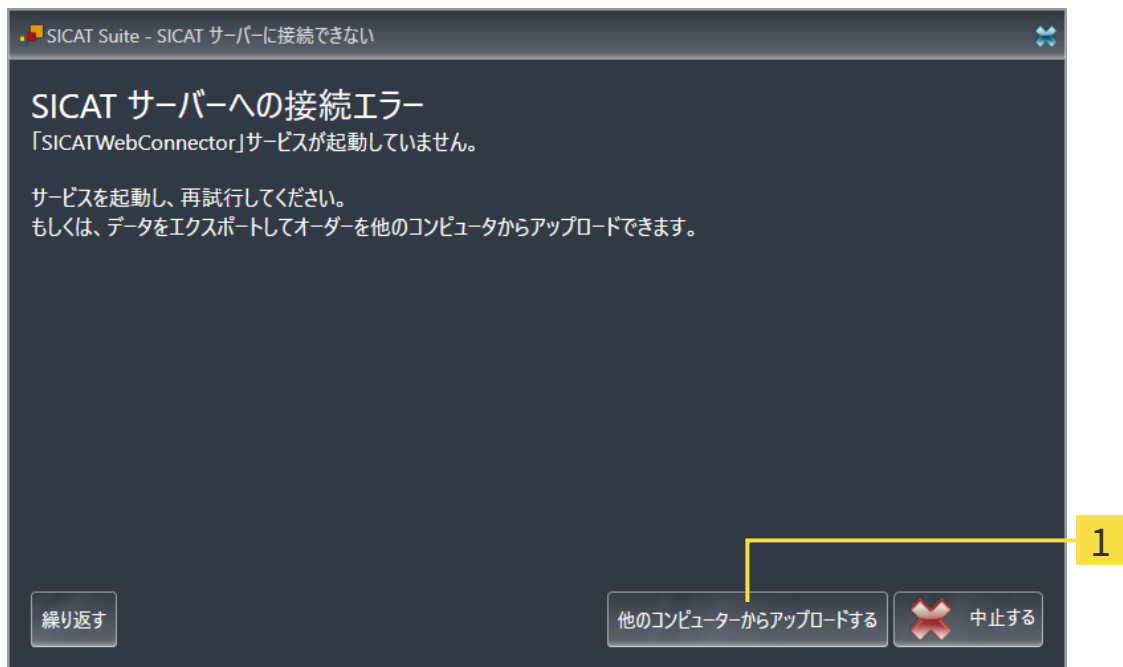 SICAT Suite - SICAT サーバーに接続できない
SICAT サーバーへの接続エラー
「SICATWebConnector」サービスが起動していません。
サービスを起動し、再試行してください。
もしくは、データをエクスポートしてオーダーを他のコンピュータからアップロードできます。
1
繰り返す
他のコンピューターからアップロードする
中止する